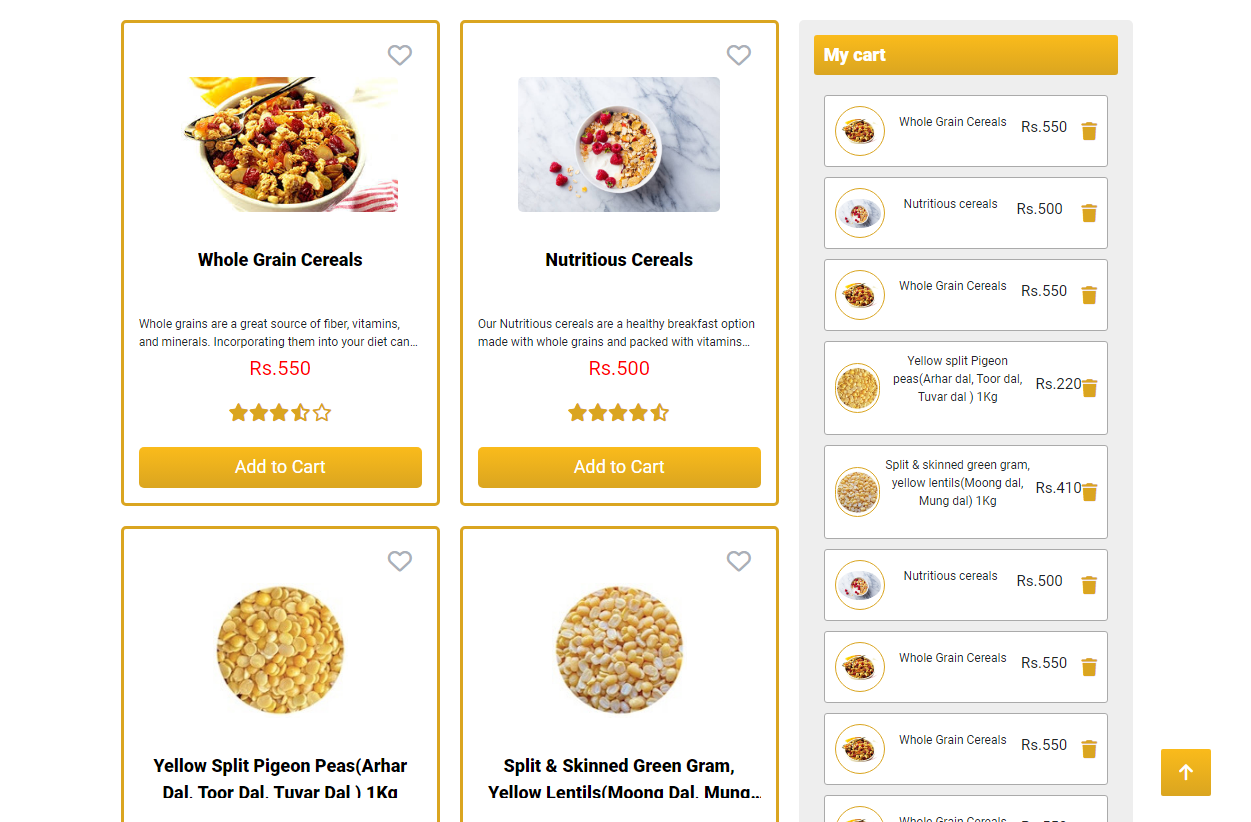 Whole Grain Cereals
Whole grains are a great source of fiber, vitamins,
and minerals. Incorporating them into your diet can...
Rs.550
Add to Cart
Nutritious Cereals
Our Nutritious cereals are a healthy breakfast option
made with whole grains and packed with vitamins...
Rs.500
Add to Cart
Yellow Split Pigeon Peas(Arhar
Dal, Toor Dal, Tuvar Dal ) 1Kg
Split & Skinned Green Gram,
Yellow Lentils(Moong Dal, Mung...
My cart
Whole Grain Cereals
Rs.550
Nutritious cereals
Rs.500
Whole Grain Cereals
Rs.550
Yellow split Pigeon
peas(Arhar dal, Toor dal,
Tuvar dal ) 1Kg
Rs.220
Split & skinned green gram,
yellow lentils(Moong dal,
Mung dal) 1Kg
Rs.410
Nutritious cereals
Rs.500
Whole Grain Cereals
Rs.550
Whole Grain Cereals
Rs.550
Whole Grain Cereals